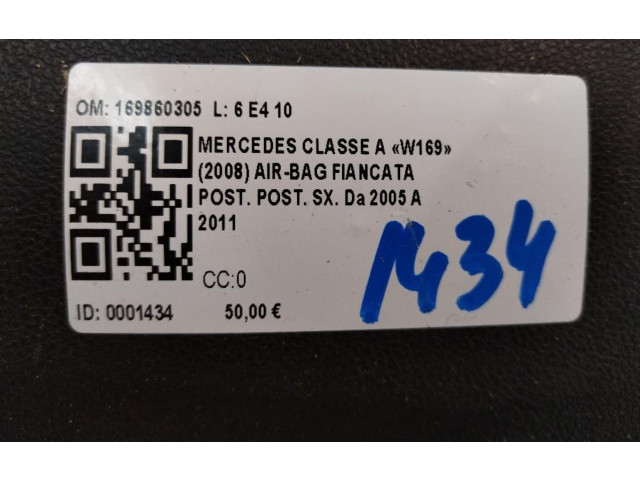 OM: 169860305 L: 6 E4 10
MERCEDES CLASSE A «W169»
(2008) AIR-BAG FIANCATA
POST. POST. SX. Da 2005 A
2011
CC:0
ID: 0001434 50,00 €
1434